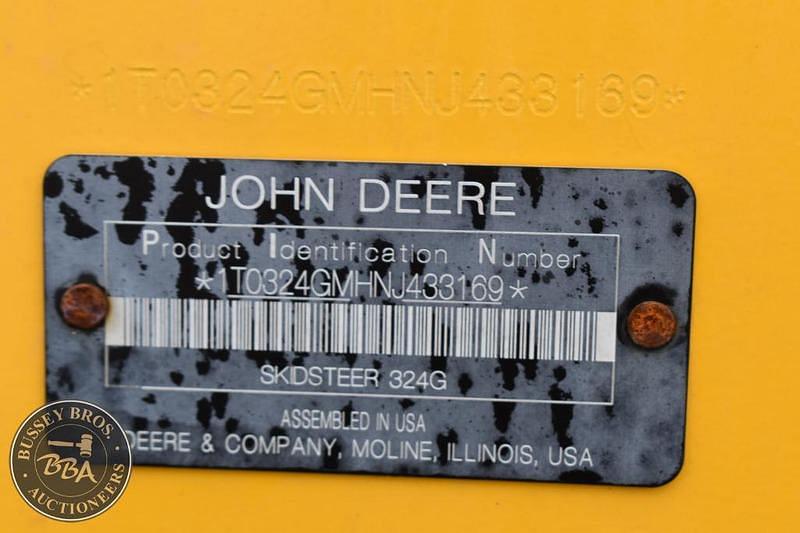 *1T0324GMHNJ433169*
JOHN DEERE
Product Identification Number
*1T0324GMHNJ433169*
SKIDSTEER 324G
ASSEMBLED IN USA
DEERE & COMPANY, MOLINE, ILLINOIS, USA
BUSSEY BROS.
BBA
AUCTIONEERS